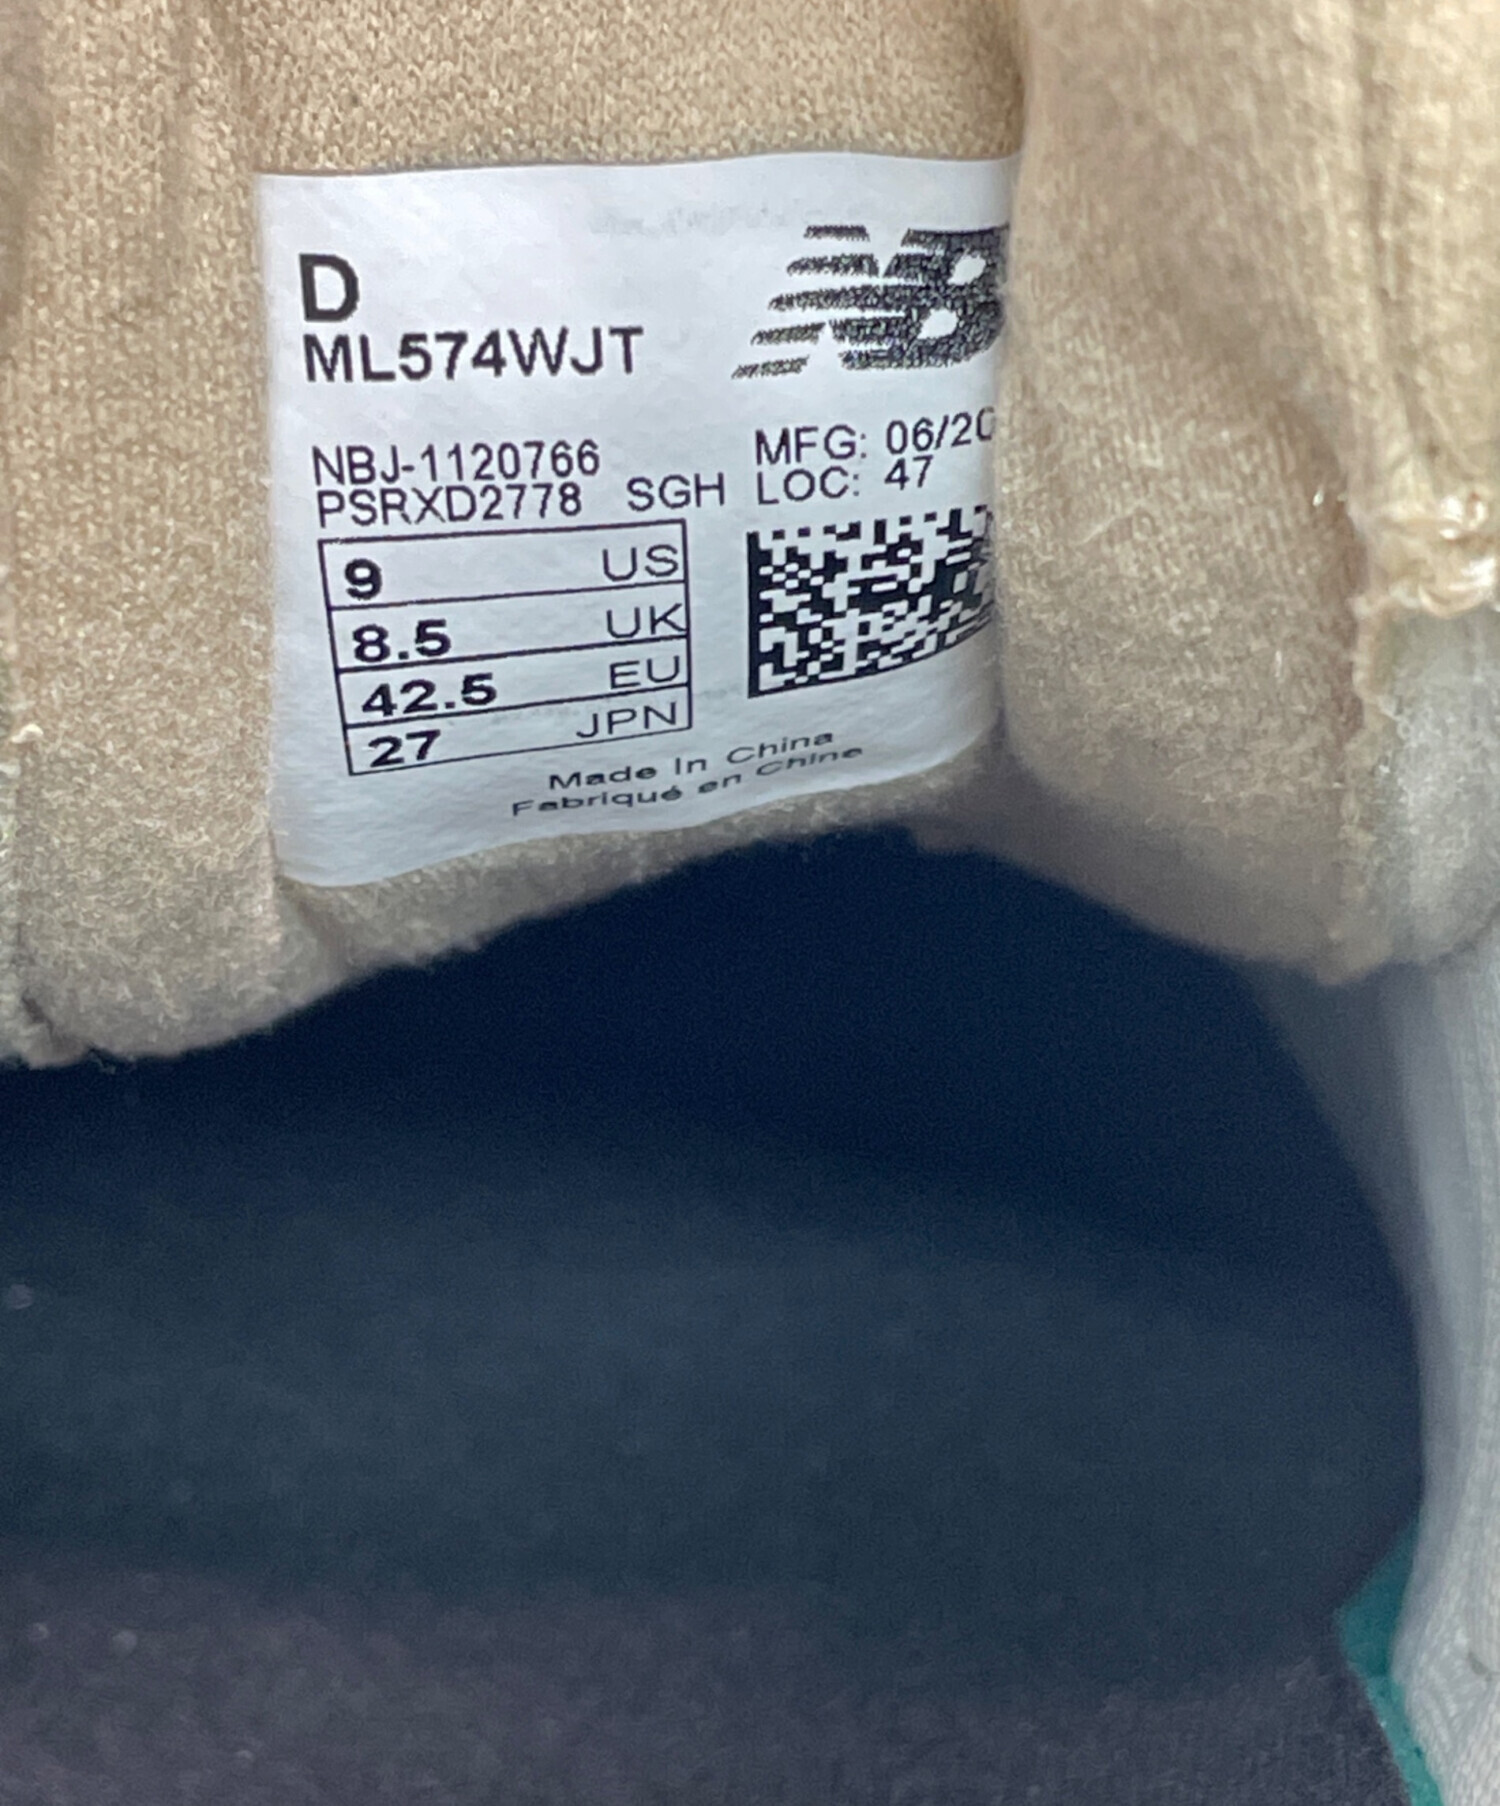 D
ML574WJT
NB
NBJ-1120766
PSRXD2778 SGH
MFG: 06/20
LOC: 47
9 US
8.5 UK
42.5 EU
27 JPN
Made in China
Fabriqué en Chine